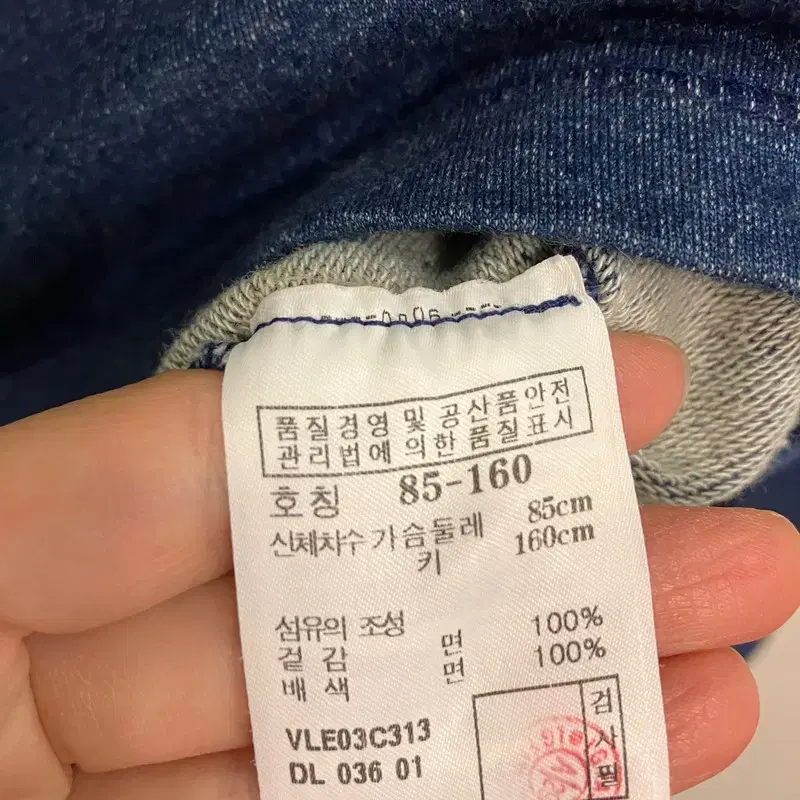 품질경영 및 공산품안전
관리법에 의한 품질표시
호칭 85-160
신체차수 가슴둘레 85cm
키 160cm
섬유의 조성
겉감 면 100%
배색 면 100%
VLE03C313
DL 036 01
검사필